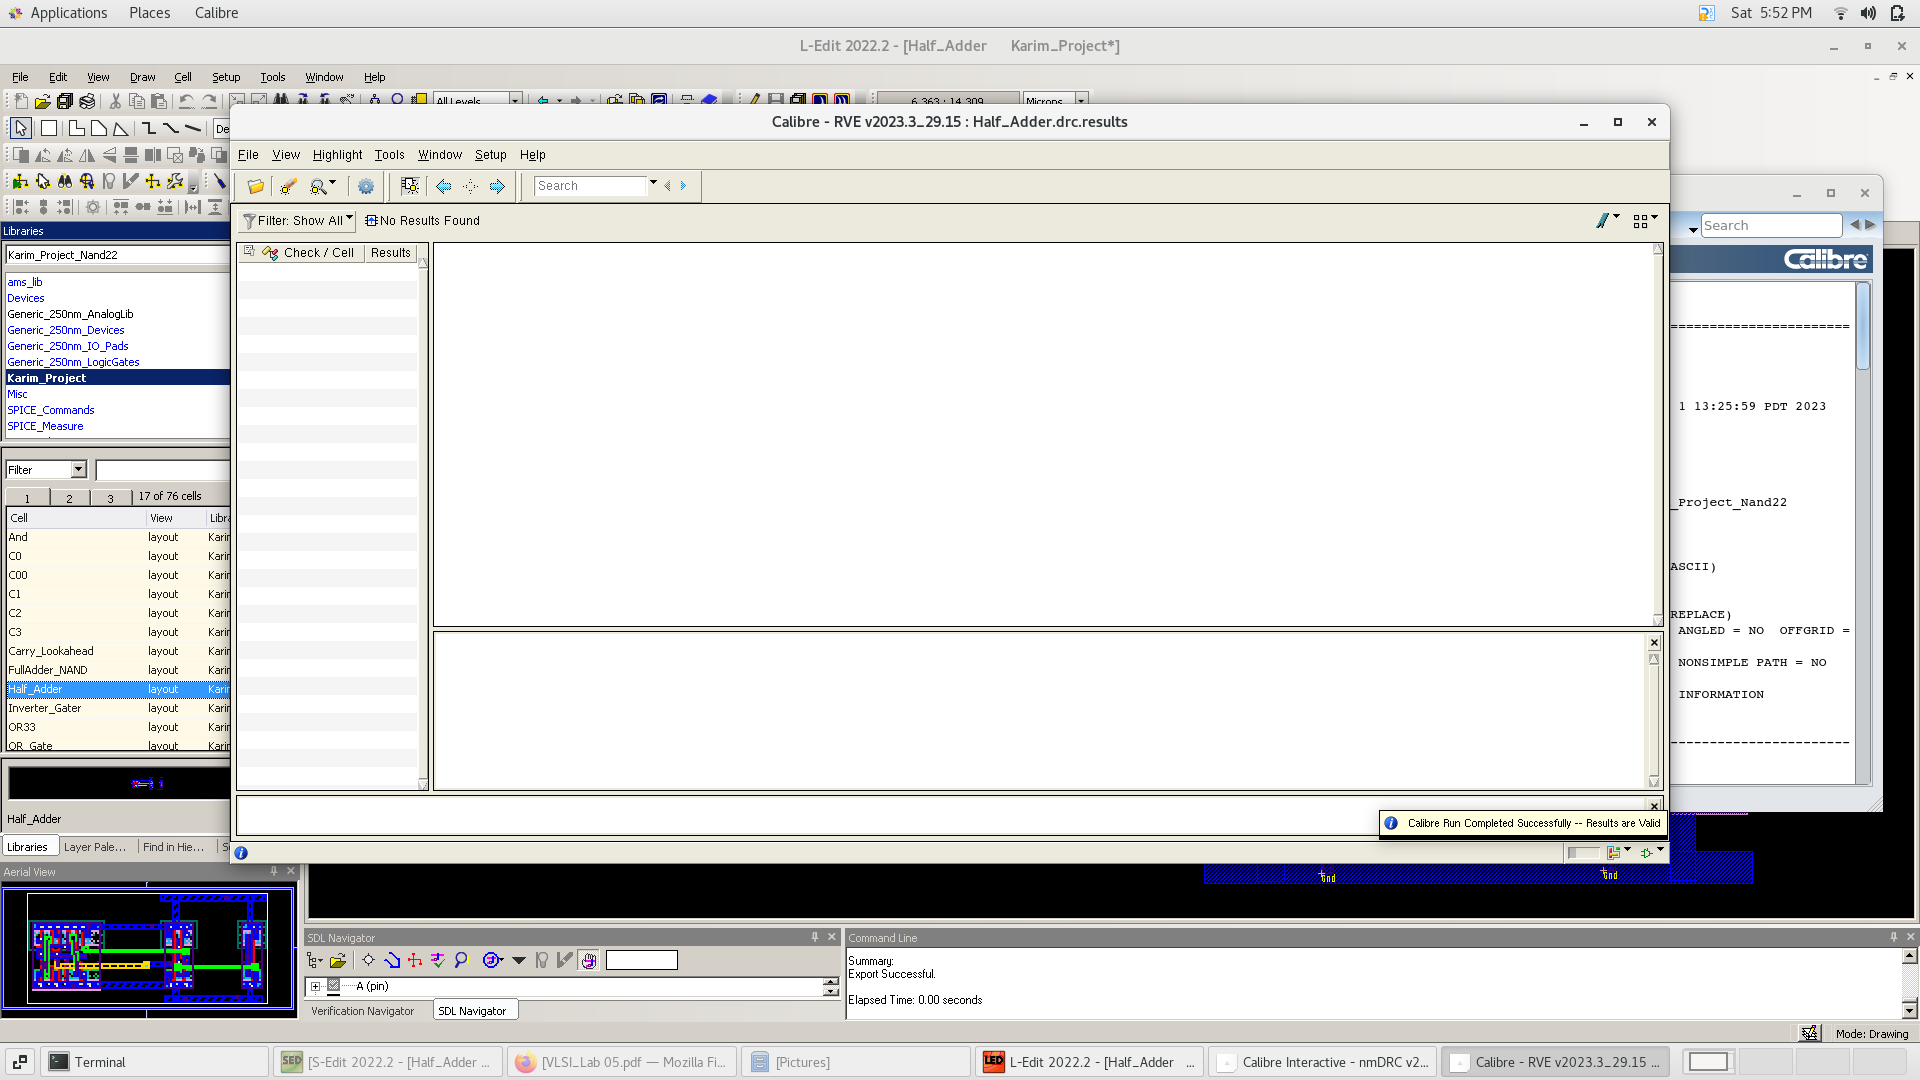 Applications Places Calibre
Sat 5:52 PM
L-Edit 2022.2 - [Half_Adder Karim_Project*]
File Edit View Draw Cell Setup Tools Window Help
All Levels
6.363 : 14.309
Microns
Calibre - RVE v2023.3_29.15 : Half_Adder.drc.results
File View Highlight Tools Window Setup Help
Search
Filter: Show All
No Results Found
Check / Cell Results
Libraries
Karim_Project_Nand22
ams_lib
Devices
Generic_250nm_AnalogLib
Generic_250nm_Devices
Generic_250nm_IO_Pads
Generic_250nm_LogicGates
Karim_Project
Misc
SPICE_Commands
SPICE_Measure
Filter
1 2 3 17 of 76 cells
Cell View Libra
And layout Karir
C0 layout Karir
C00 layout Karir
C1 layout Karir
C2 layout Karir
C3 layout Karir
Carry_Lookahead layout Karir
FullAdder_NAND layout Karir
Half_Adder layout Karir
Inverter_Gater layout Karir
OR33 layout Karir
OR_Gate layout Karir
Half_Adder
Libraries Layer Pale... Find in Hie... S
Aerial View
Search
Calibre
=======================
1 13:25:59 PDT 2023
_Project_Nand22
ASCII)
REPLACE)
ANGLED = NO OFFGRID =
NONSIMPLE PATH = NO
INFORMATION
-----------------------
Calibre Run Completed Successfully -- Results are Valid
Gnd
Gnd
SDL Navigator
A (pin)
Verification Navigator SDL Navigator
Command Line
Summary:
Export Successful.
Elapsed Time: 0.00 seconds
Mode: Drawing
Terminal
[S-Edit 2022.2 - [Half_Adder ...
[VLSI_Lab 05.pdf — Mozilla Fi...
[Pictures]
L-Edit 2022.2 - [Half_Adder ...
Calibre Interactive - nmDRC v2...
Calibre - RVE v2023.3_29.15 ...